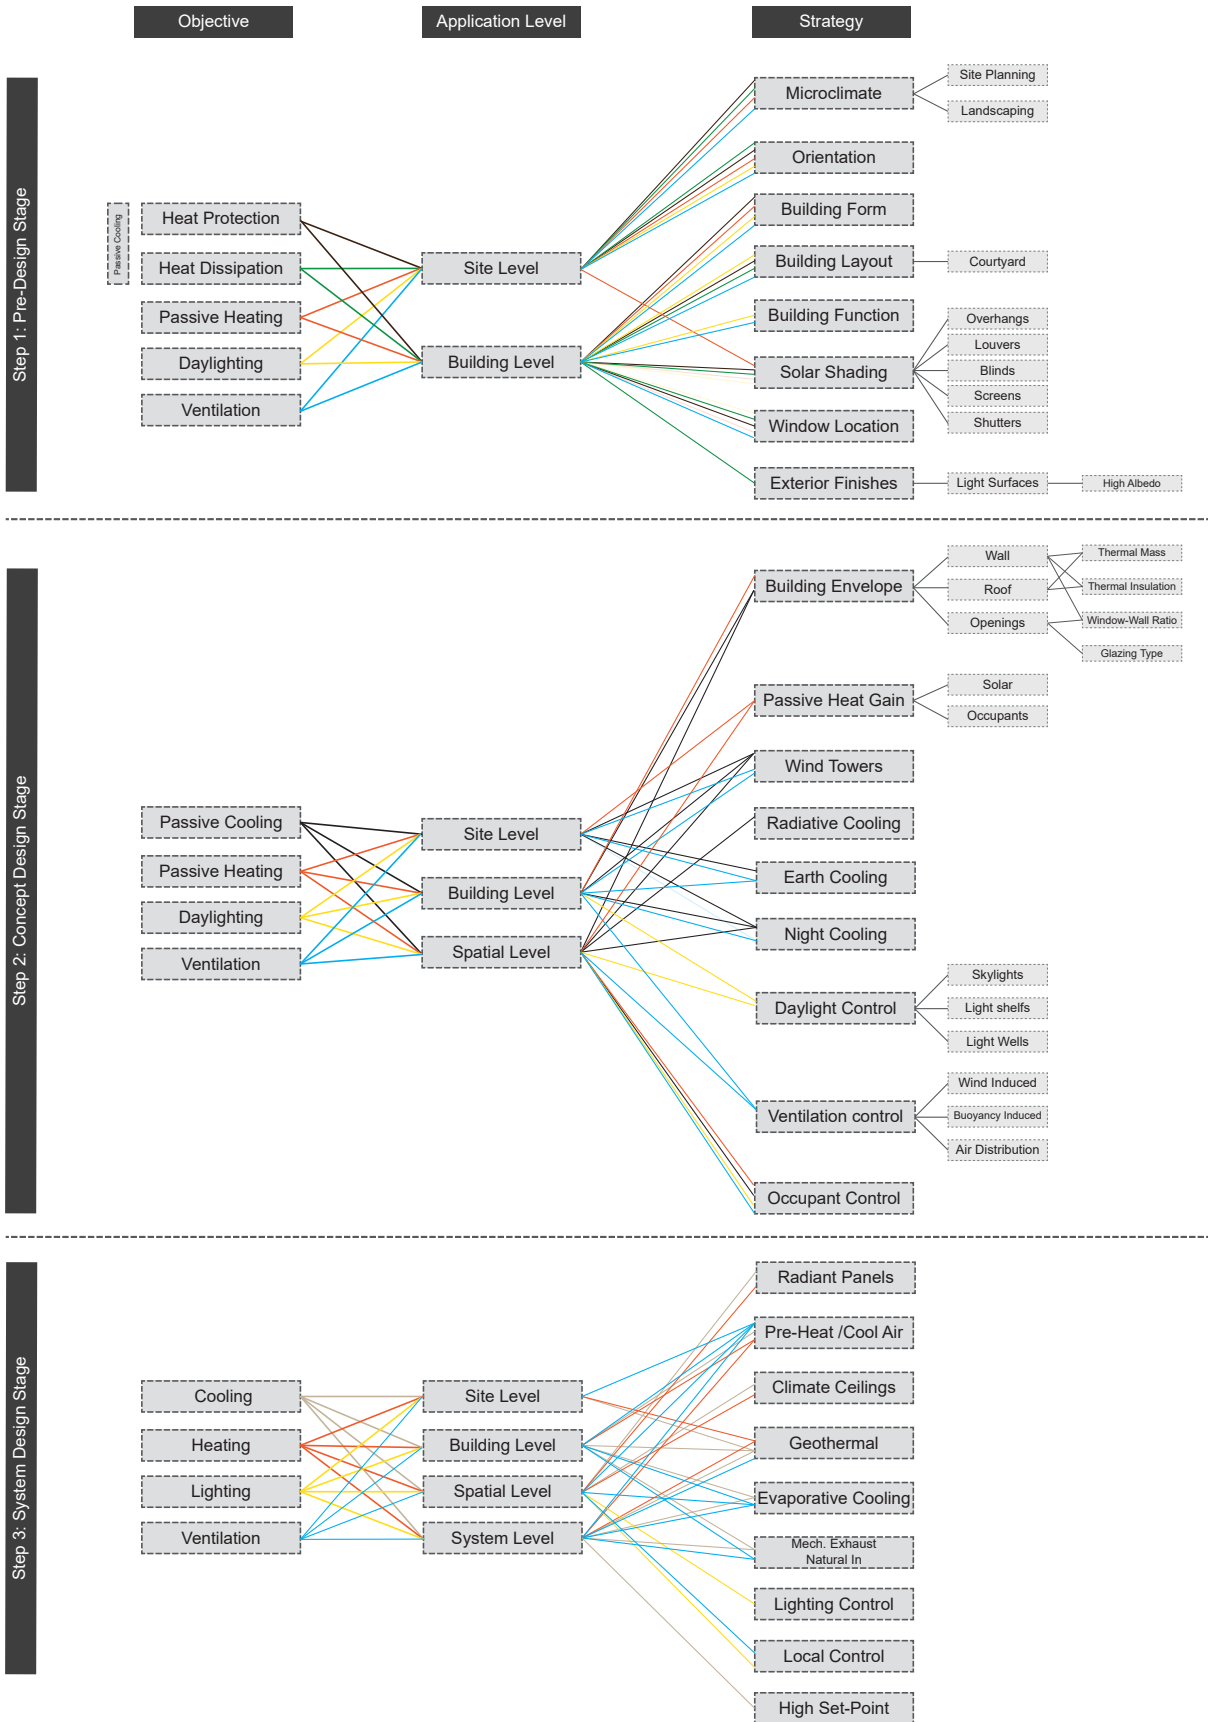 Objective
Application Level
Strategy
Step 1: Pre-Design Stage
Passive Cooling
Heat Protection
Heat Dissipation
Passive Heating
Daylighting
Ventilation
Site Level
Building Level
Microclimate
Site Planning
Landscaping
Orientation
Building Form
Building Layout
Courtyard
Building Function
Solar Shading
Overhangs
Louvers
Blinds
Screens
Shutters
Window Location
Exterior Finishes
Light Surfaces
High Albedo
Step 2: Concept Design Stage
Passive Cooling
Passive Heating
Daylighting
Ventilation
Site Level
Building Level
Spatial Level
Building Envelope
Wall
Roof
Openings
Thermal Mass
Thermal Insulation
Window-Wall Ratio
Glazing Type
Passive Heat Gain
Solar
Occupants
Wind Towers
Radiative Cooling
Earth Cooling
Night Cooling
Daylight Control
Skylights
Light shelfs
Light Wells
Ventilation control
Wind Induced
Buoyancy Induced
Air Distribution
Occupant Control
Step 3: System Design Stage
Cooling
Heating
Lighting
Ventilation
Site Level
Building Level
Spatial Level
System Level
Radiant Panels
Pre-Heat /Cool Air
Climate Ceilings
Geothermal
Evaporative Cooling
Mech. Exhaust
Natural In
Lighting Control
Local Control
High Set-Point